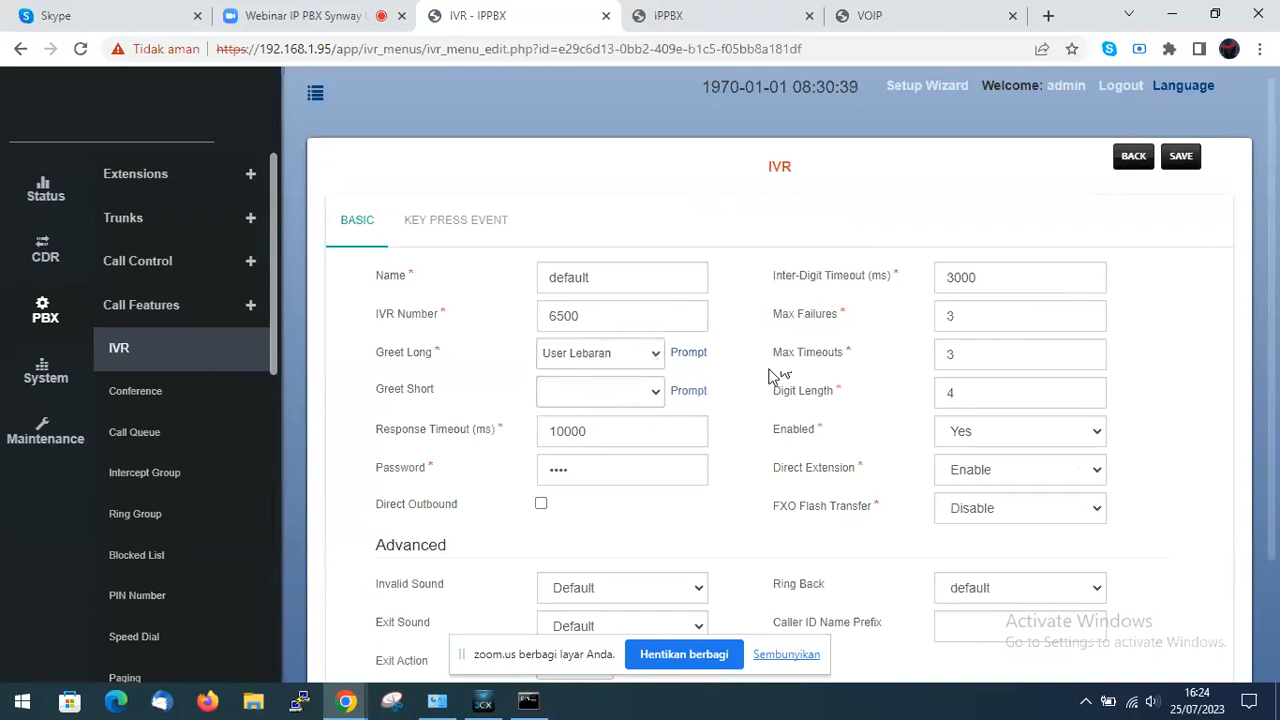 Skype
Webinar IP PBX Synway
IVR - IPPBX
iPPBX
VOIP
Tidak aman
https://192.168.1.95/app/ivr_menus/ivr_menu_edit.php?id=e29c6d13-0bb2-409e-b1c5-f05bb8a181df
1970-01-01 08:30:39
Setup Wizard
Welcome: admin
Logout
Language
Status
CDR
PBX
System
Maintenance
Extensions
Trunks
Call Control
Call Features
IVR
Conference
Call Queue
Intercept Group
Ring Group
Blocked List
PIN Number
Speed Dial
Paging
IVR
BACK
SAVE
BASIC
KEY PRESS EVENT
Name * default
Inter-Digit Timeout (ms) * 3000
IVR Number * 6500
Max Failures * 3
Greet Long * User Lebaran Prompt
Max Timeouts * 3
Greet Short Prompt
Digit Length * 4
Response Timeout (ms) * 10000
Enabled * Yes
Password * ••••
Direct Extension * Enable
Direct Outbound
FXO Flash Transfer * Disable
Advanced
Invalid Sound Default
Ring Back default
Exit Sound Default
Caller ID Name Prefix
Exit Action
Activate Windows
Go to Settings to activate Windows.
zoom.us berbagi layar Anda.
Hentikan berbagi
Sembunyikan
3CX
16:24
25/07/2023